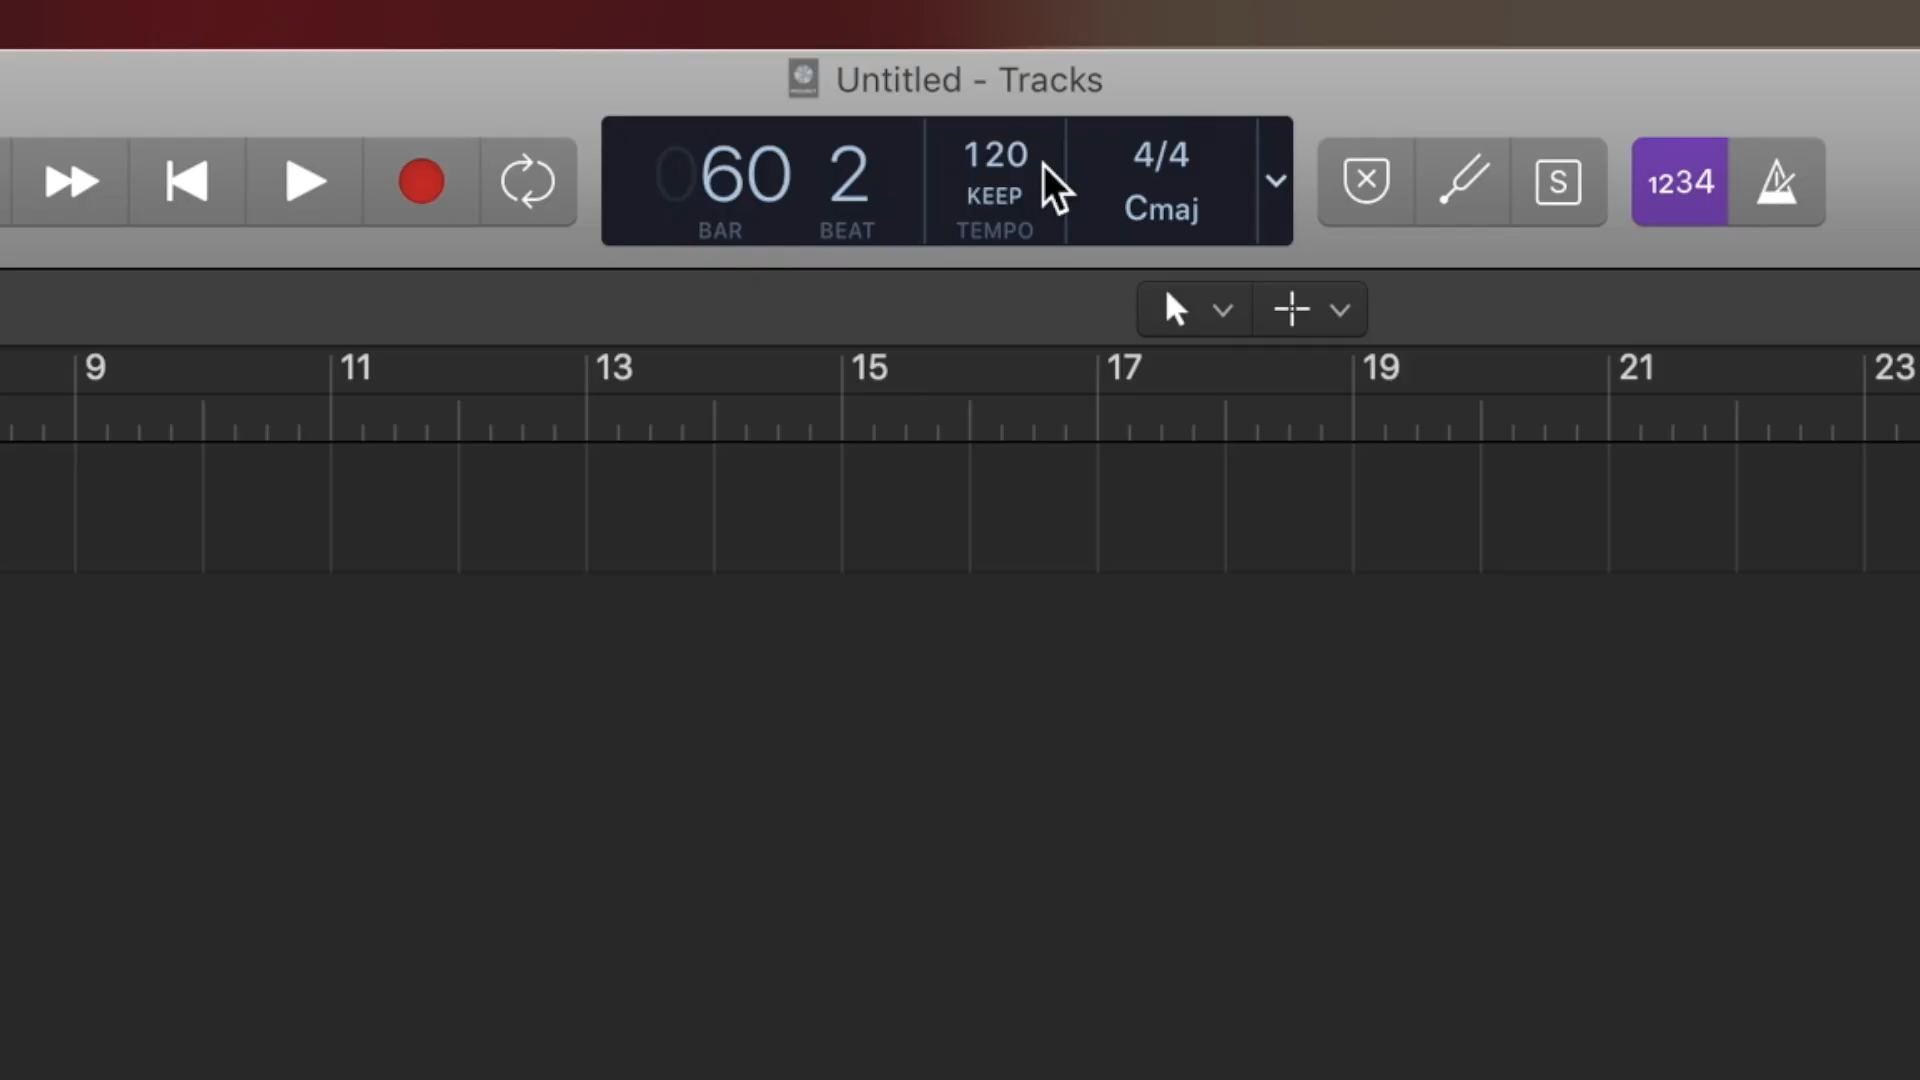 Untitled - Tracks
060 2 120 4/4
KEEP Cmaj
BAR BEAT TEMPO
S 1234
9 11 13 15 17 19 21 23